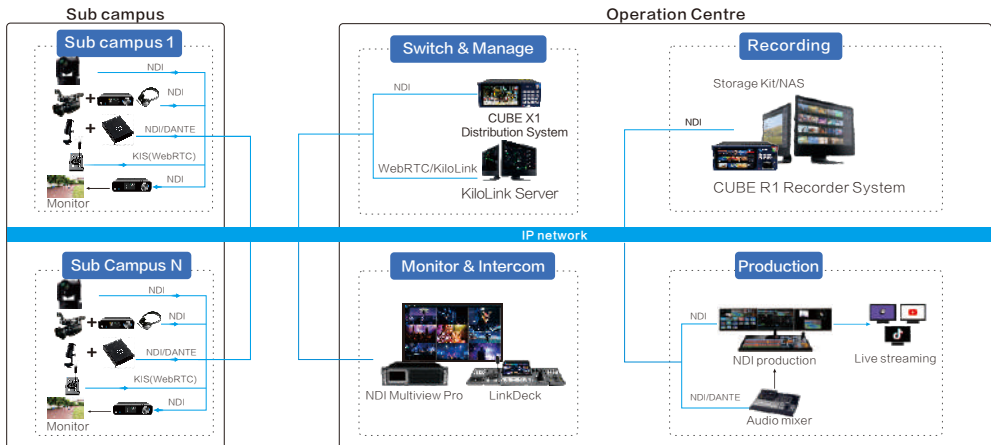 Sub campus
Operation Centre
Sub campus 1
NDI
NDI
NDI/DANTE
KIS(WebRTC)
NDI
Monitor
Switch & Manage
NDI
CUBE X1
Distribution System
WebRTC/KiloLink
KiloLink Server
Recording
Storage Kit/NAS
NDI
CUBE R1 Recorder System
IP network
Sub Campus N
NDI
NDI
NDI/DANTE
KIS(WebRTC)
NDI
Monitor
Monitor & Intercom
NDI Multiview Pro
LinkDeck
Production
NDI
NDI production
Live streaming
NDI/DANTE
Audio mixer